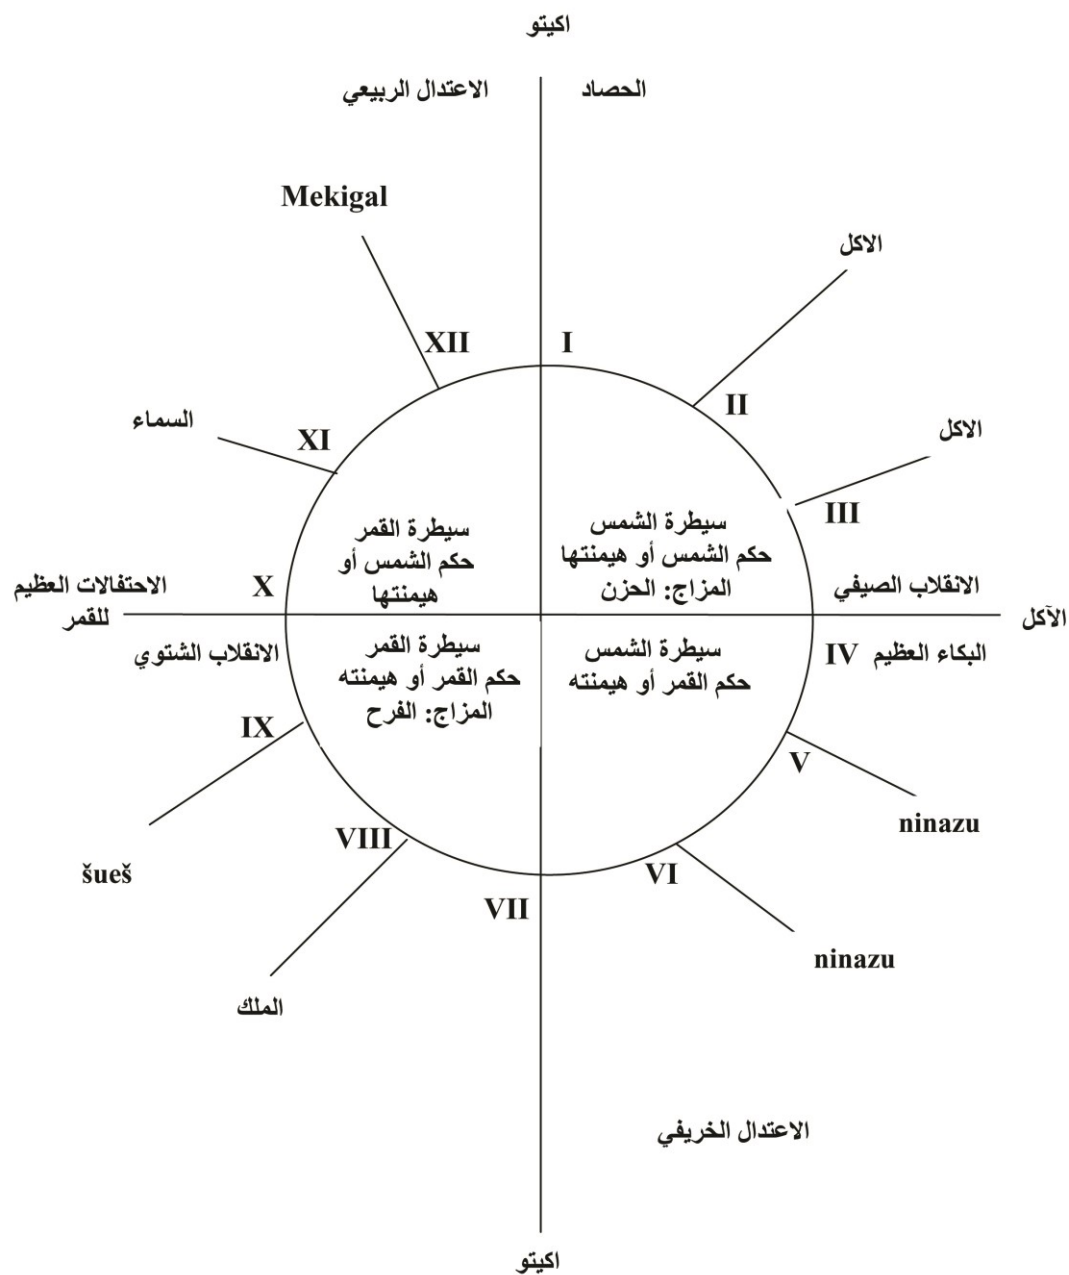 اكيتو
الحصاد
الاعتدال الربيعي
Mekigal
الاكل
XII
I
II
السماء
XI
الاكل
III
سيطرة الشمس
حكم الشمس أو هيمنتها
المزاج: الحزن
سيطرة القمر
حكم الشمس أو
هيمنتها
الانقلاب الصيفي
X
الاحتفالات العظيم
للقمر
الآكل
البكاء العظيم
IV
سيطرة الشمس
حكم القمر أو هيمنته
سيطرة القمر
حكم القمر أو هيمنته
المزاج: الفرح
الانقلاب الشتوي
IX
V
ninazu
šueš
VIII
VI
VII
ninazu
الملك
الاعتدال الخريفي
اكيتو